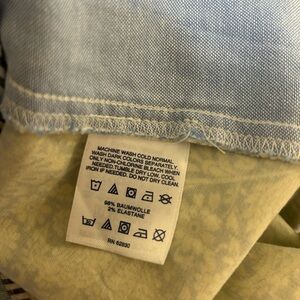 MACHINE WASH COLD NORMAL.
WASH DARK COLORS SEPARATELY.
ONLY NON-CHLORINE BLEACH WHEN
NEEDED.TUMBLE DRY LOW. COOL
IRON IF NEEDED. DO NOT DRY CLEAN.
98% BAUMWOLLE
2% ELASTANE
RN 62930